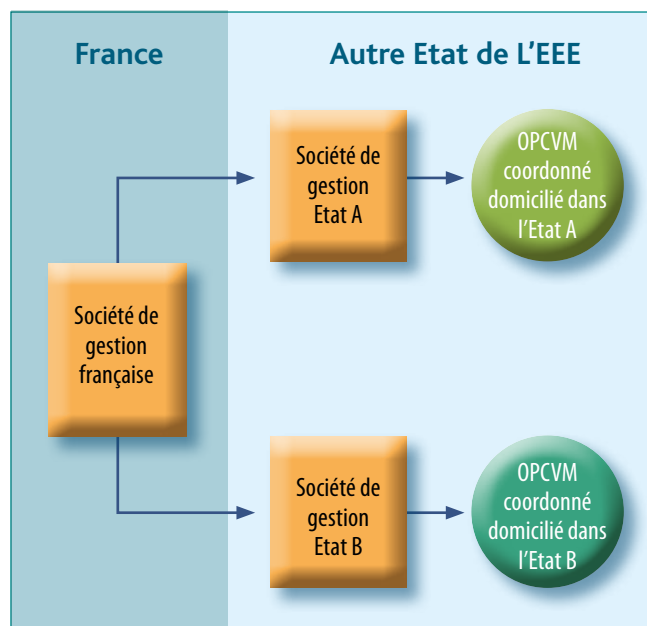 France
Autre Etat de L'EEE
Société de
gestion
Etat A
OPCVM
coordonné
domicilié dans
l'Etat A
Société de
gestion
française
Société de
gestion
Etat B
OPCVM
coordonné
domicilié dans
l'Etat B